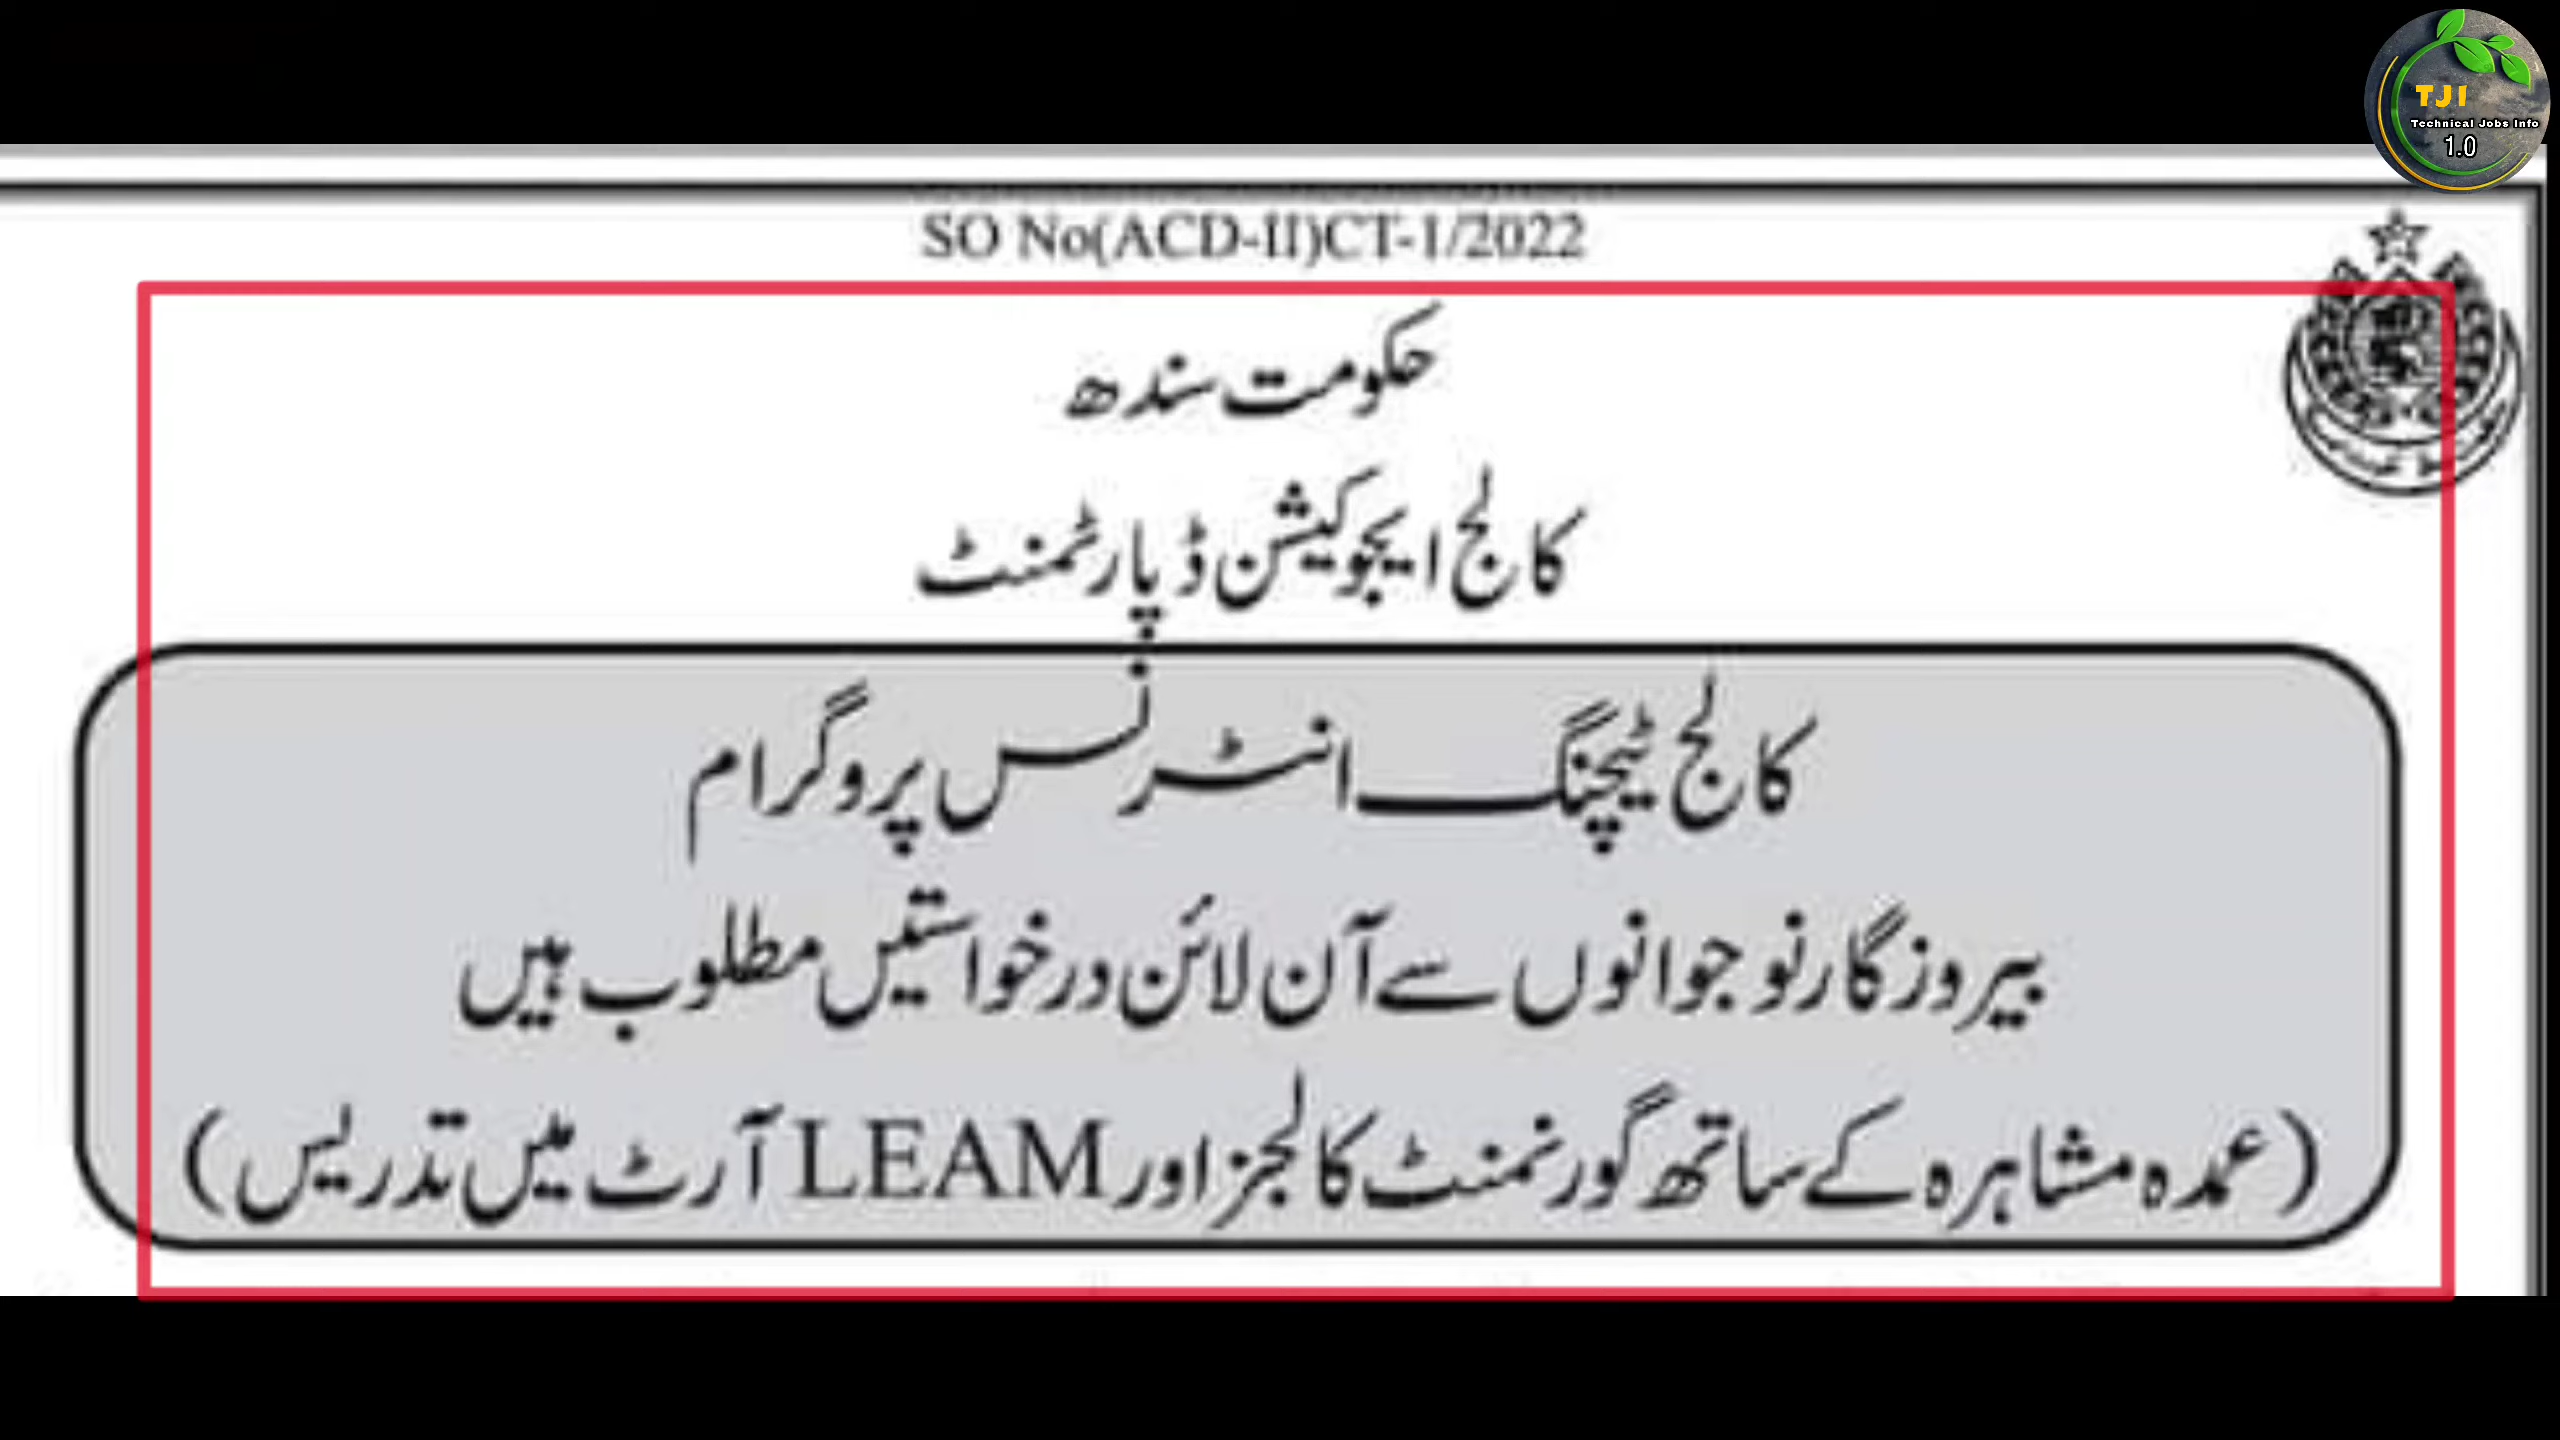 TJI
Technical Jobs Info
1.0
SO No(ACD-II)CT-1/2022
حکومت سندھ
کالج ایجوکیشن ڈپارٹمنٹ
کالج ٹیچنگ انٹرنس پروگرام
بیروزگار نوجوانوں سے آن لائن درخواستیں مطلوب ہیں
(عمدہ مشاہرہ کے ساتھ گورنمنٹ کالجز اور LEAM آرٹ میں تدریس)